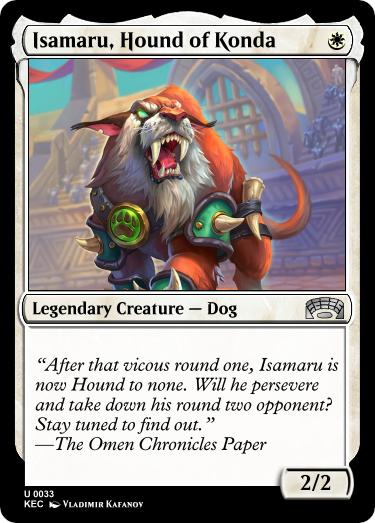 Isamaru, Hound of Konda
Legendary Creature — Dog
“After that vicous round one, Isamaru is
now Hound to none. Will he persevere
and take down his round two opponent?
Stay tuned to find out.”
—The Omen Chronicles Paper
2/2
U 0033
KEC Vladimir Kafanov